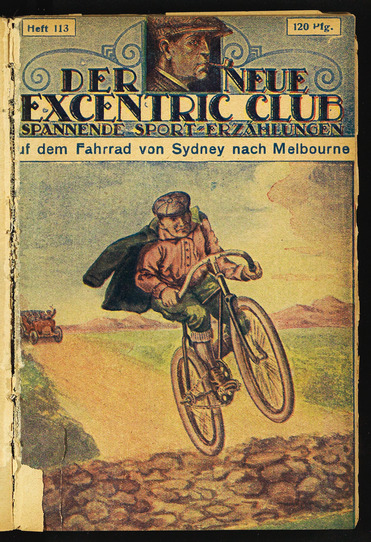 Heft 113
120 Pfg.
DER NEUE
EXCENTRIC CLUB
SPANNENDE SPORT-ERZÄHLUNGEN
uf dem Fahrrad von Sydney nach Melbourne